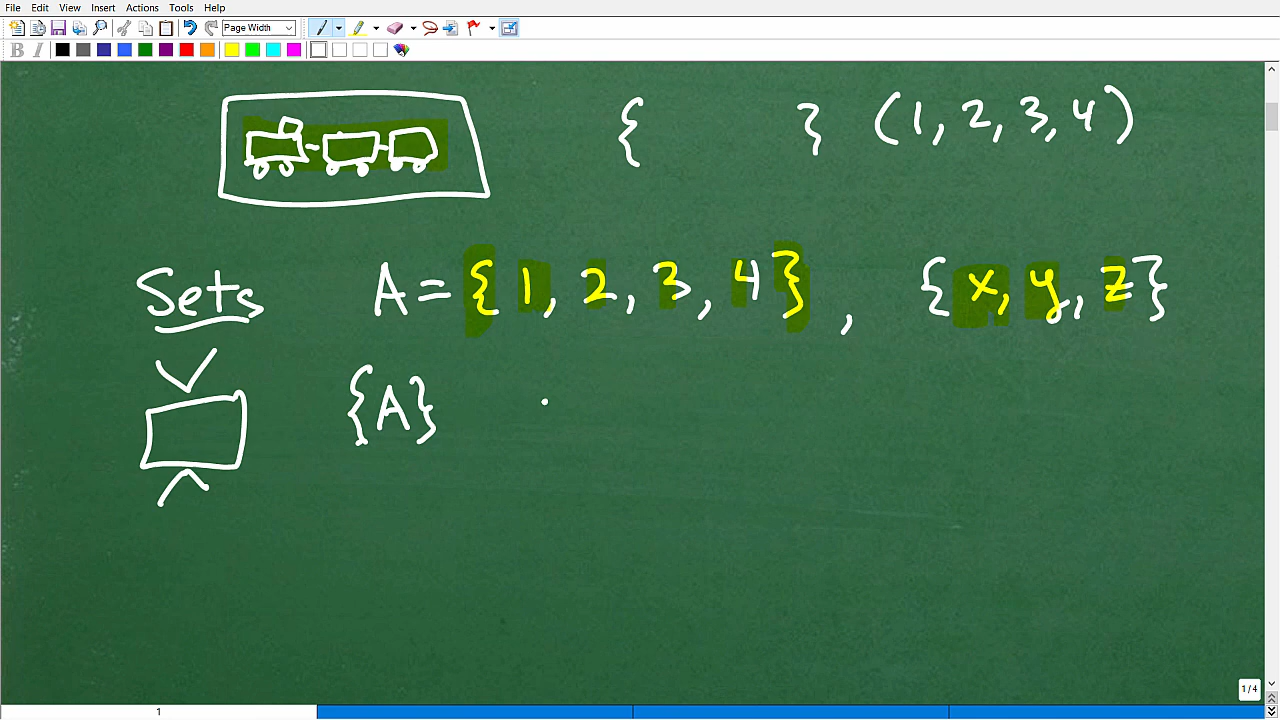 File Edit View Insert Actions Tools Help
Page Width
B I
{ } (1, 2, 3, 4)
Sets A = {1, 2, 3, 4}, {x, y, z}
{A}
1/4
1